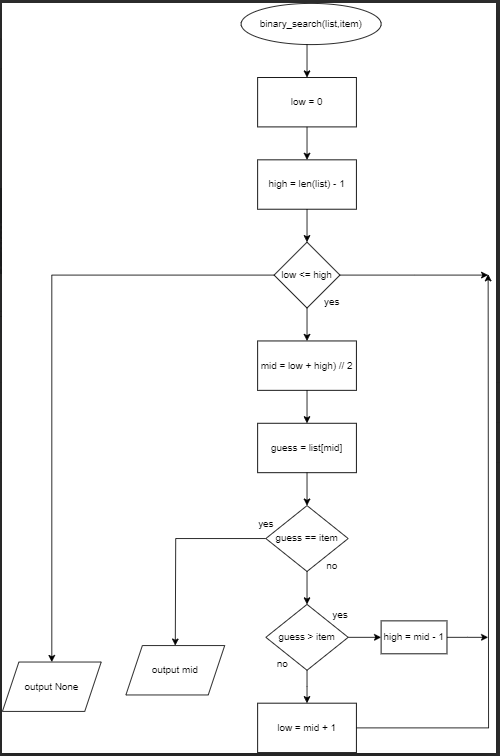 binary_search(list,item)
low = 0
high = len(list) - 1
low <= high
yes
mid = low + high) // 2
guess = list[mid]
yes
guess == item
no
yes
guess > item
high = mid - 1
no
output mid
output None
low = mid + 1